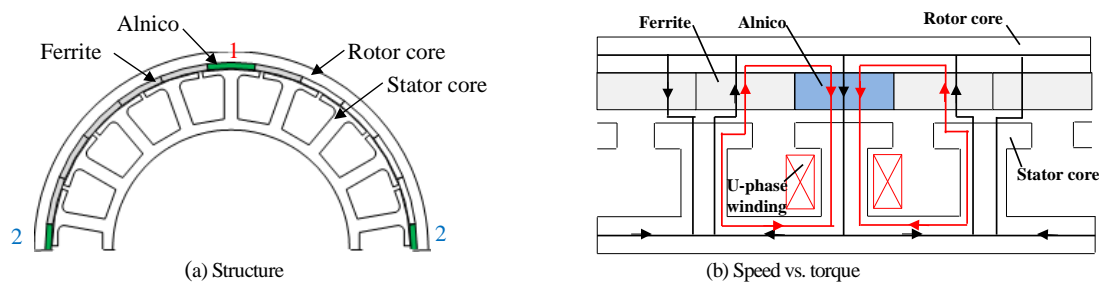 Alnico
1
Ferrite
Rotor core
Stator core
2
2
(a) Structure
Ferrite
Alnico
Rotor core
U-phase
winding
Stator core
(b) Speed vs. torque